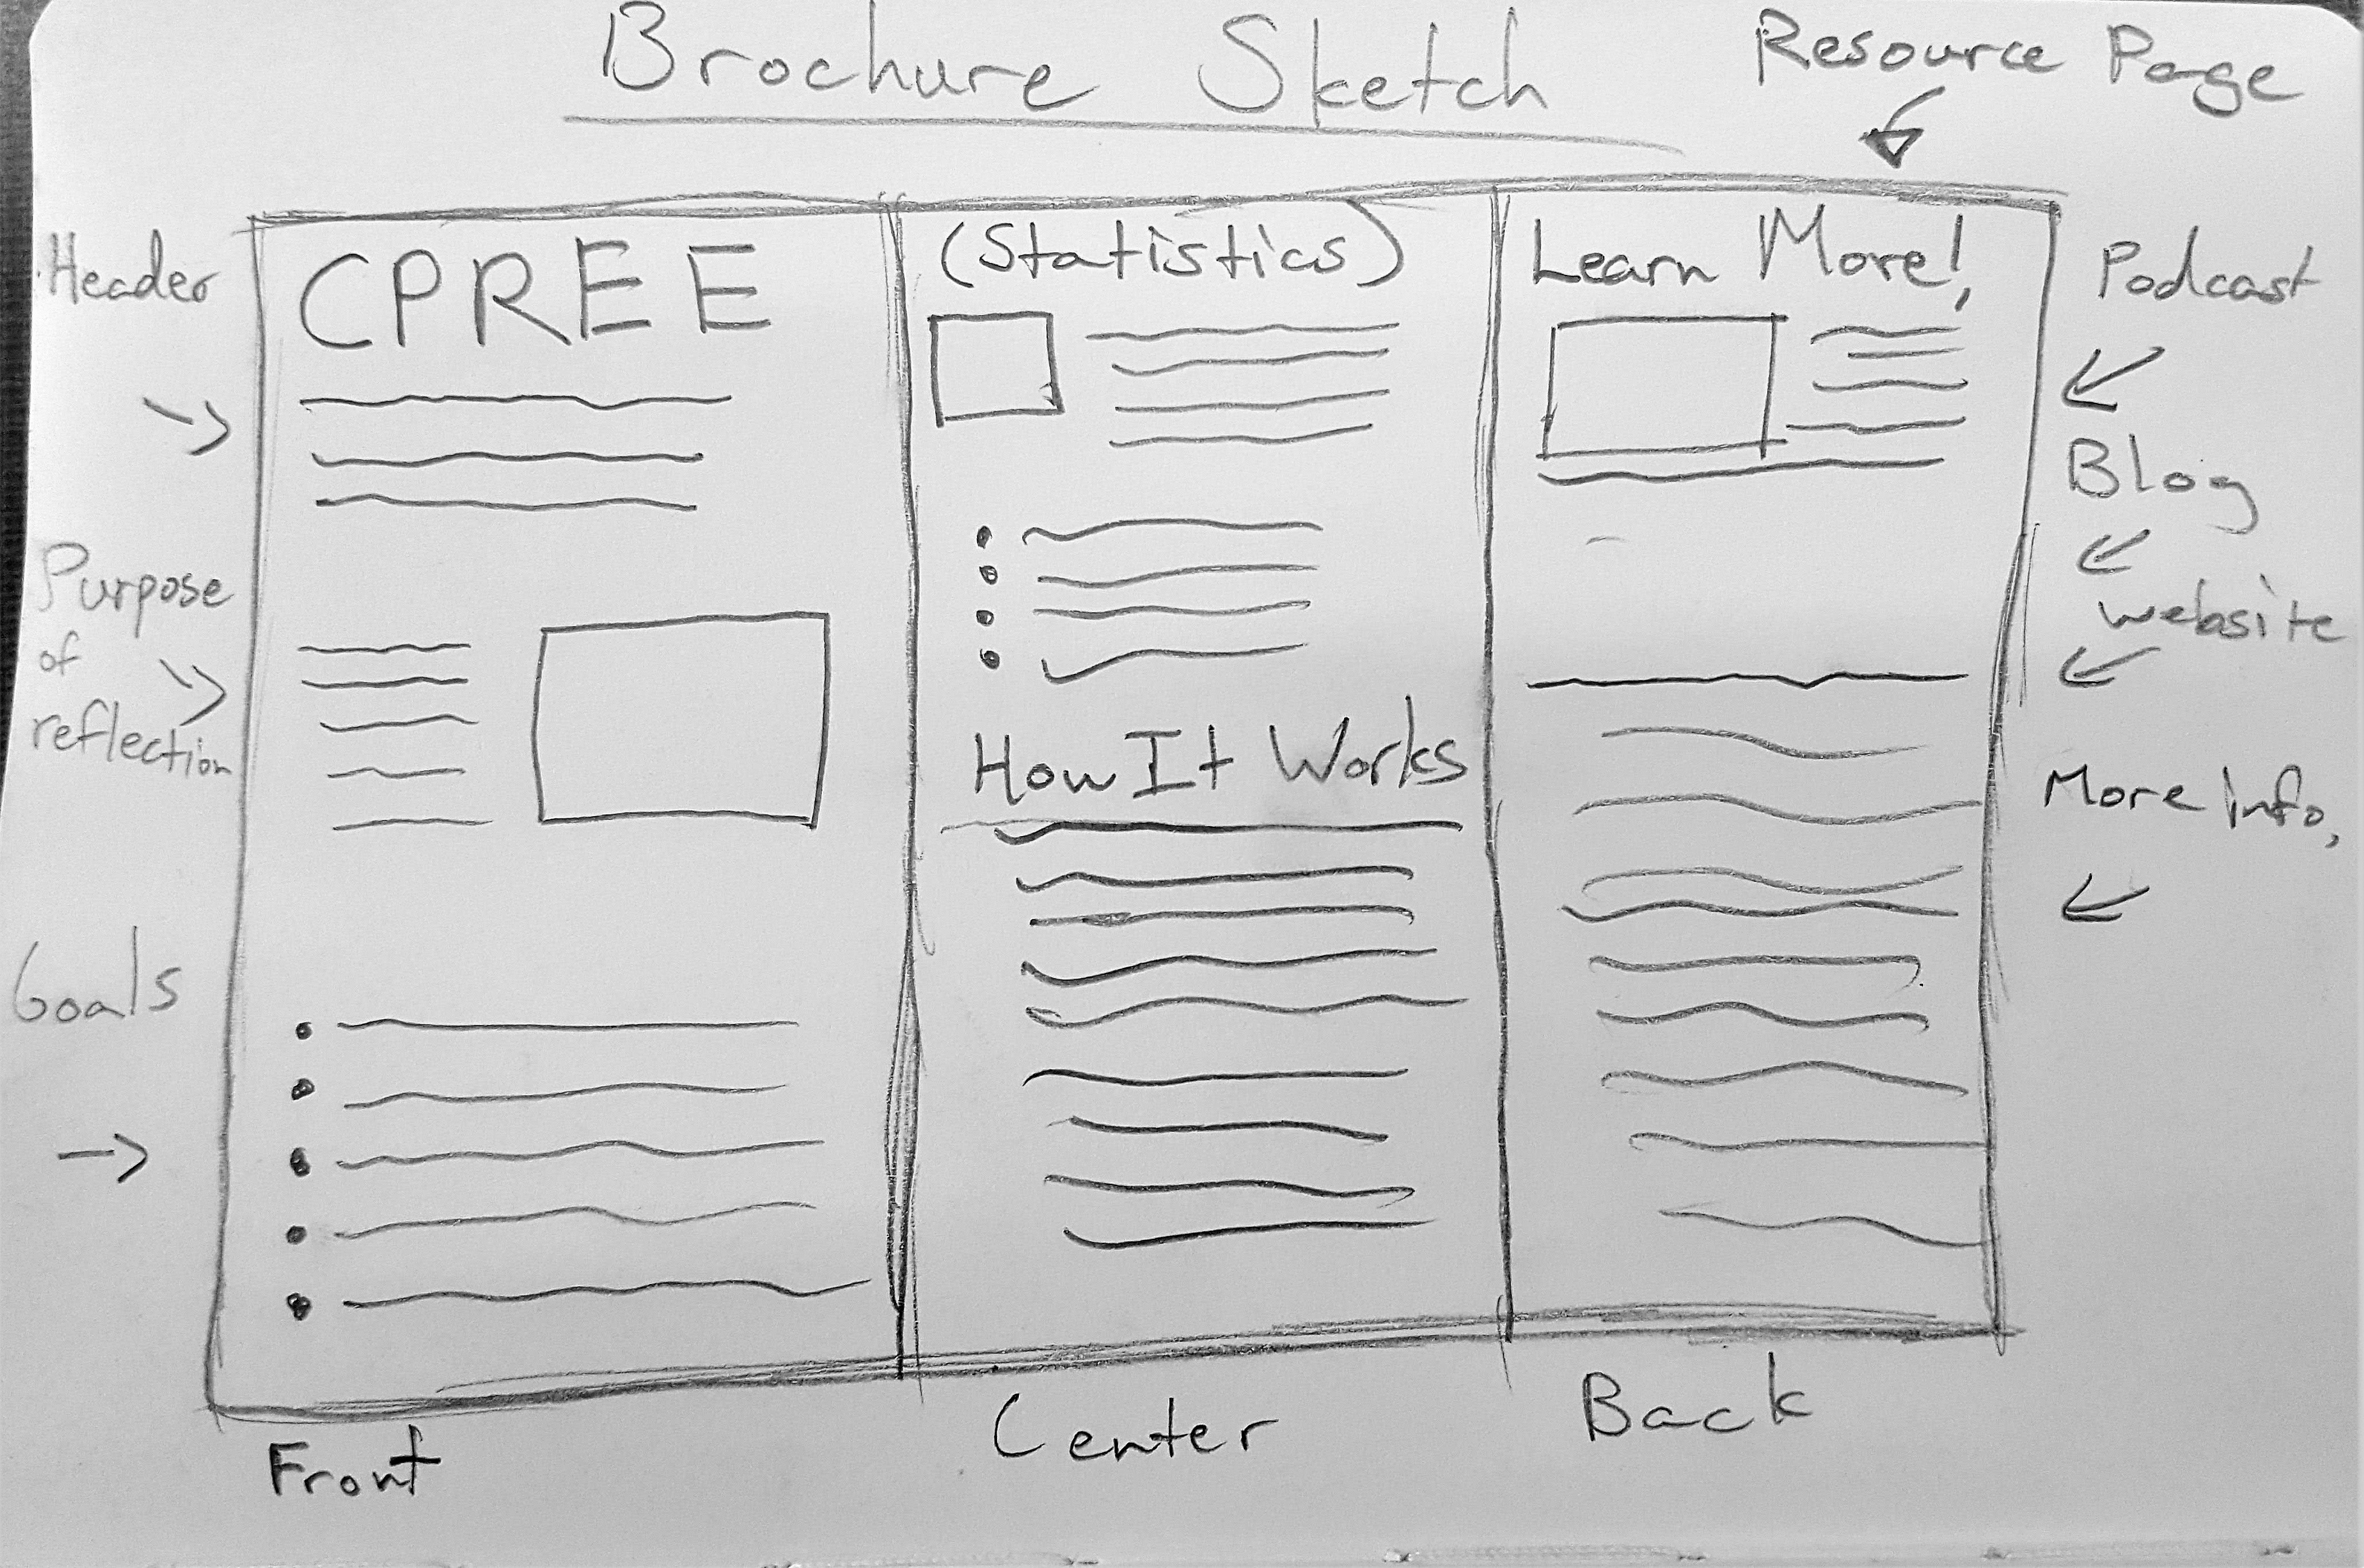 Brochure Sketch
Resource Page
Header
Purpose
of
reflection
Goals
CPREE
(Statistics)
How It Works
Learn More!
Podcast
Blog
website
More info.
Front
Center
Back